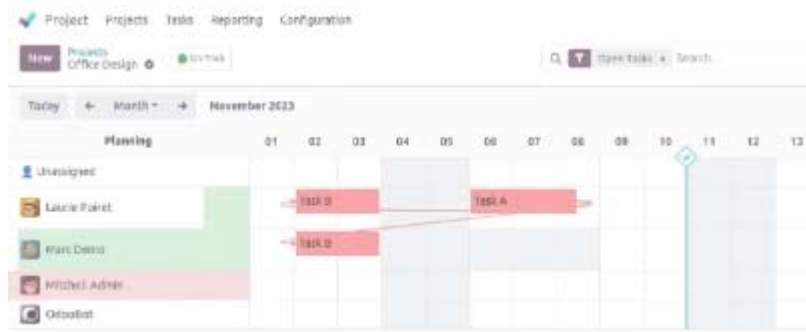 Project Projects Tasks Reporting Configuration
New Projects
Office Design
On Track
Open Tasks x Search...
Today ← Month → November 2023
Planning 01 02 03 04 05 06 07 08 09 10 11 12 13
Unassigned
Laurie Poiret Task B Task A
Marc Demo Task B
Mitchell Admin
OdooBot